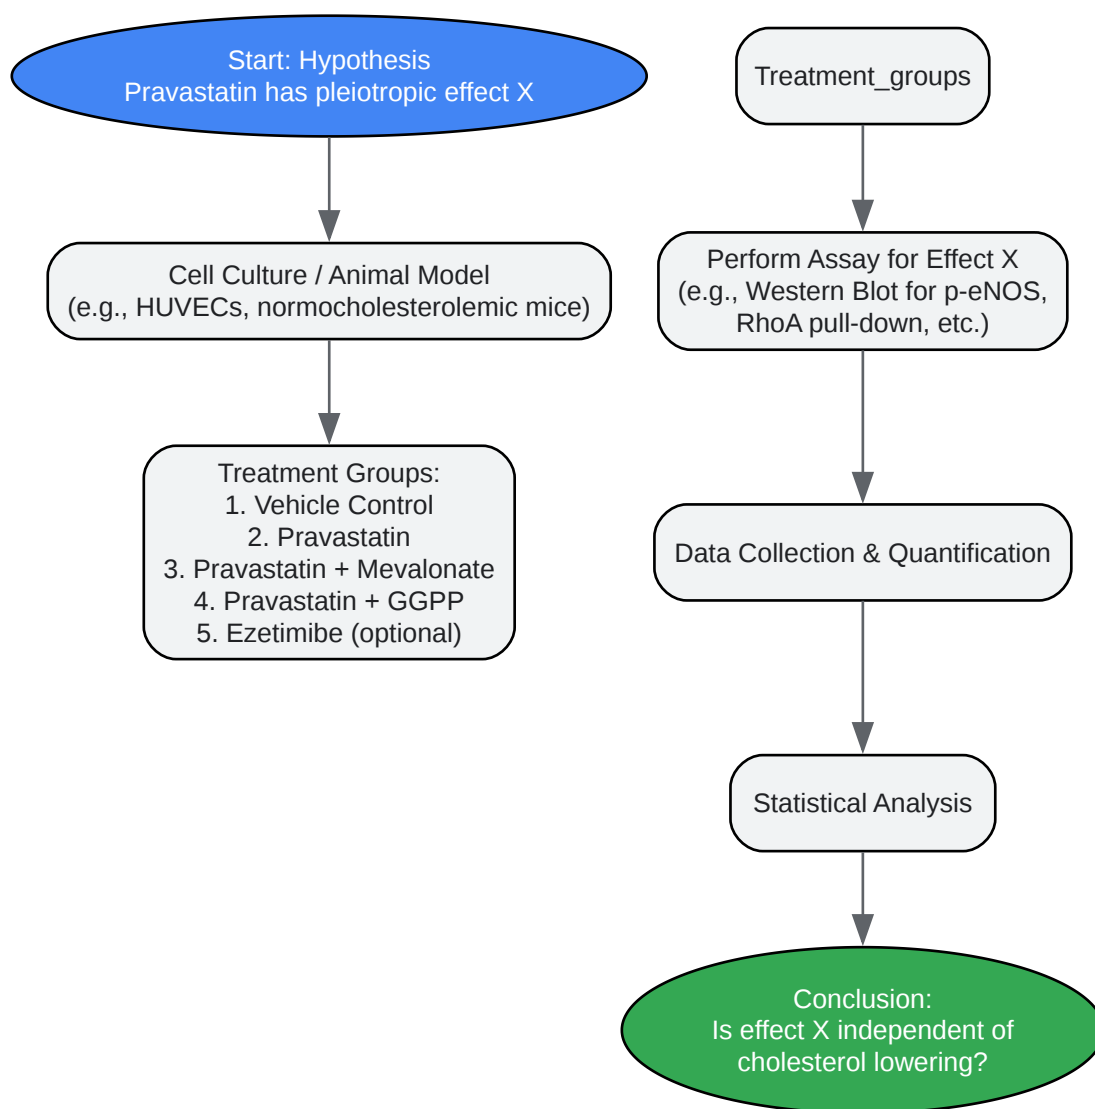 Start: Hypothesis
Pravastatin has pleiotropic effect X
Cell Culture / Animal Model
(e.g., HUVECs, normocholesterolemic mice)
Treatment Groups:
1. Vehicle Control
2. Pravastatin
3. Pravastatin + Mevalonate
4. Pravastatin + GGPP
5. Ezetimibe (optional)
Treatment_groups
Perform Assay for Effect X
(e.g., Western Blot for p-eNOS,
RhoA pull-down, etc.)
Data Collection & Quantification
Statistical Analysis
Conclusion:
Is effect X independent of
cholesterol lowering?